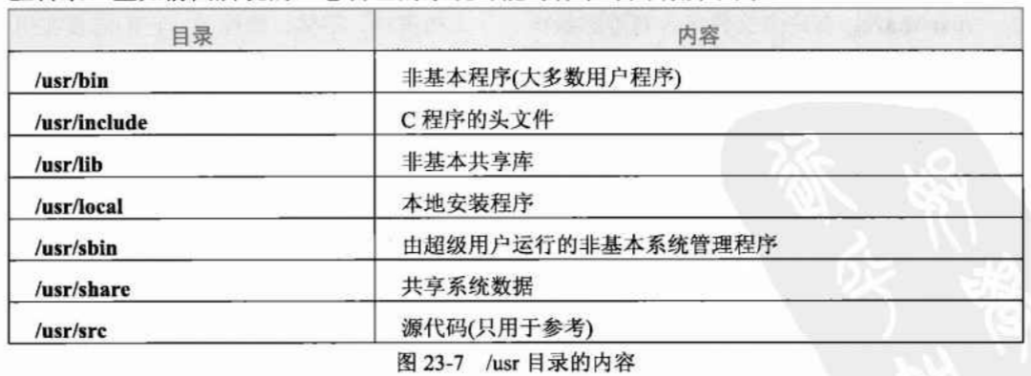 目录 内容
/usr/bin 非基本程序(大多数用户程序)
/usr/include C 程序的头文件
/usr/lib 非基本共享库
/usr/local 本地安装程序
/usr/sbin 由超级用户运行的非基本系统管理程序
/usr/share 共享系统数据
/usr/src 源代码(只用于参考)
图 23-7 /usr 目录的内容